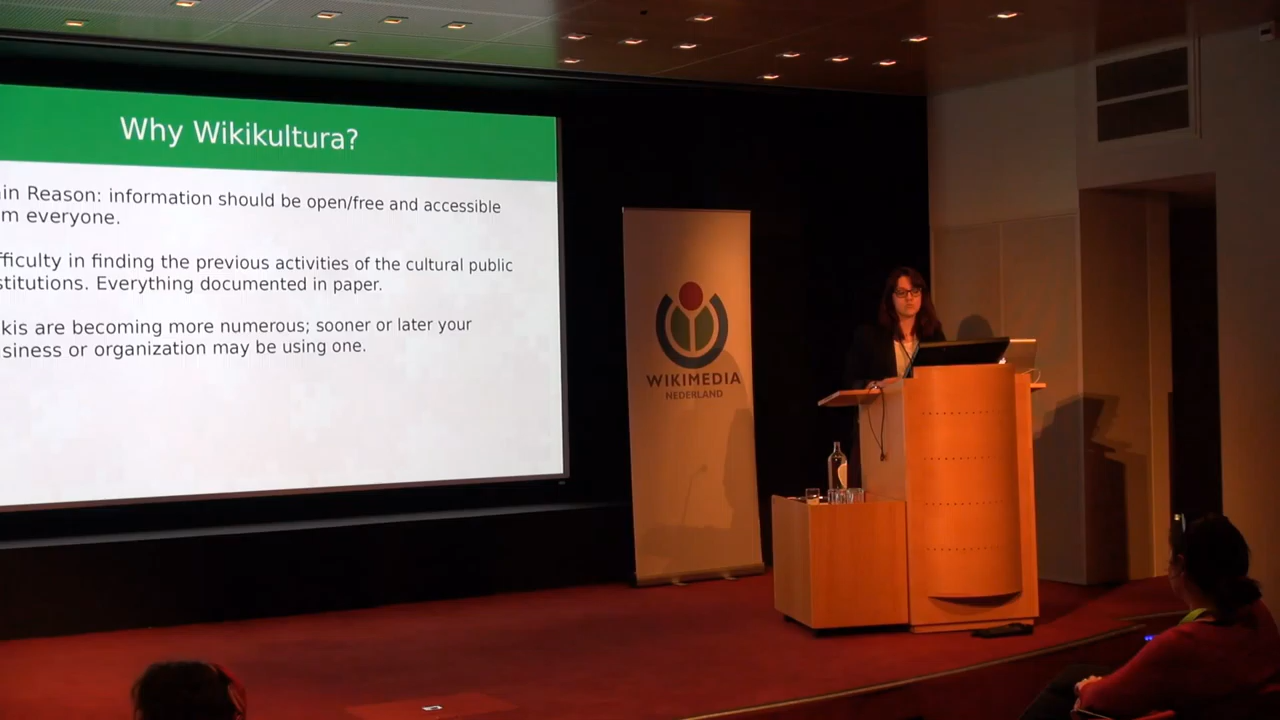 Why Wikikultura?
in Reason: information should be open/free and accessible
m everyone.
fficulty in finding the previous activities of the cultural public
stitutions. Everything documented in paper.
kis are becoming more numerous; sooner or later your
siness or organization may be using one.
WIKIMEDIA
NEDERLAND